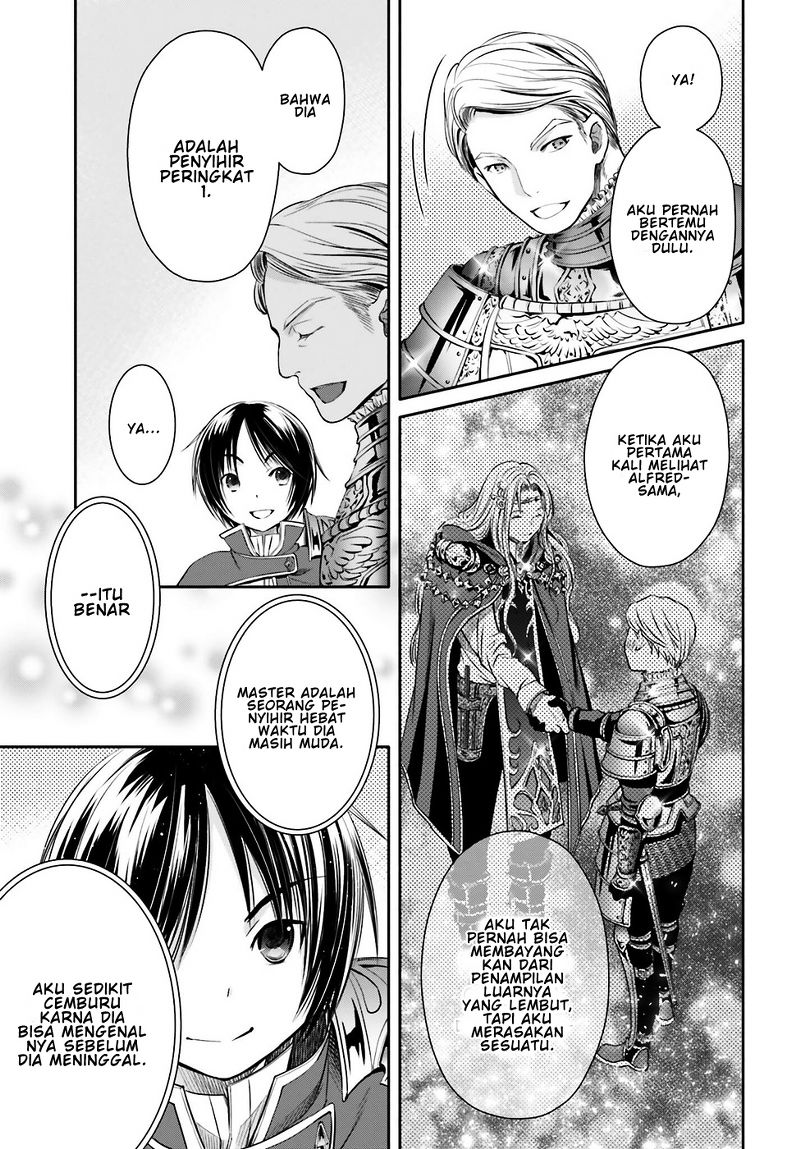 YA!
AKU PERNAH
BERTEMU
DENGANNYA
DULU.
KETIKA AKU
PERTAMA
KALI MELIHAT
ALFRED-
SAMA,
AKU TAK
PERNAH BISA
MEMBAYANG
KAN DARI
PENAMPILAN
LUARNYA
YANG LEMBUT,
TAPI AKU
MERASAKAN
SESUATU.
BAHWA
DIA
ADALAH
PENYIHIR
PERINGKAT
1.
YA...
--ITU
BENAR
MASTER ADALAH
SEORANG PE-
NYIHIR HEBAT
WAKTU DIA
MASIH MUDA.
AKU SEDIKIT
CEMBURU
KARNA DIA
BISA MENGENAL
NYA SEBELUM
DIA MENINGGAL.